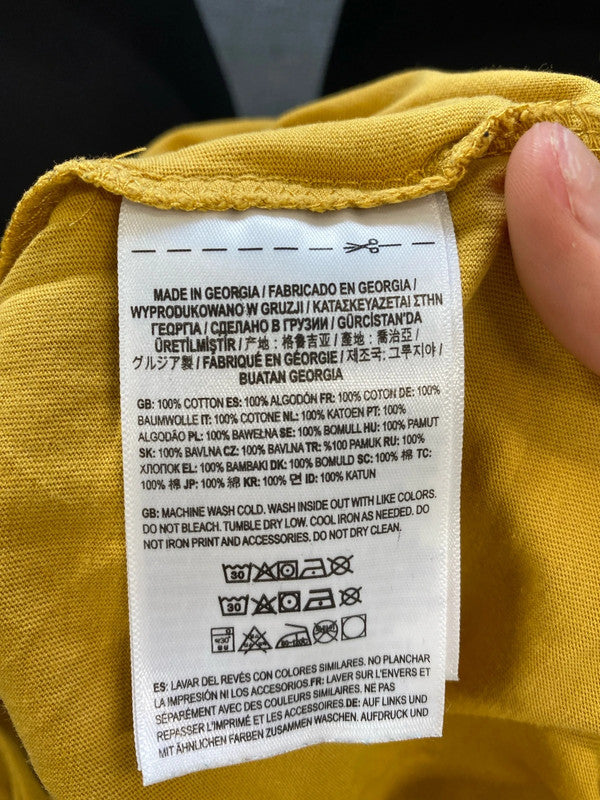 MADE IN GEORGIA / FABRICADO EN GEORGIA /
WYPRODUKOWANO W GRUZJI / ΚΑΤΑΣΚΕΥΑΖΕΤΑΙ ΣΤΗΝ
ΓΕΩΡΓΙΑ / СДЕЛАНО В ГРУЗИИ / GÜRCİSTAN'DA
ÜRETİLMİŞTİR / 产地 : 格鲁吉亚 / 產地 : 喬治亞 /
グルジア製 / FABRIQUÉ EN GÉORGIE / 제조국: 그루지야 /
BUATAN GEORGIA
GB: 100% COTTON ES: 100% ALGODÓN FR: 100% COTON DE: 100%
BAUMWOLLE IT: 100% COTONE NL: 100% KATOEN PT: 100%
ALGODÃO PL: 100% BAWEŁNA SE: 100% BOMULL HU: 100% PAMUT
SK: 100% BAVLNA CZ: 100% BAVLNA TR: %100 PAMUK RU: 100%
ХЛОПОК EL: 100% ΒΑΜΒΑΚΙ DK: 100% BOMULD SC: 100% 棉 TC:
100% 棉 JP: 100% 綿 KR: 100% 면 ID: 100% KATUN
GB: MACHINE WASH COLD. WASH INSIDE OUT WITH LIKE COLORS.
DO NOT BLEACH. TUMBLE DRY LOW. COOL IRON AS NEEDED. DO
NOT IRON PRINT AND ACCESSORIES. DO NOT DRY CLEAN.
30
30
ES: LAVAR DEL REVÉS CON COLORES SIMILARES. NO PLANCHAR
LA IMPRESIÓN NI LOS ACCESORIOS.FR: LAVER SUR L'ENVERS ET
SÉPARÉMENT AVEC DES COULEURS SIMILAIRES. NE PAS
REPASSER L'IMPRIMÉ ET LES ACCESSOIRES.DE: AUF LINKS UND
MIT ÄHNLICHEN FARBEN ZUSAMMEN WASCHEN. AUFDRUCK UND